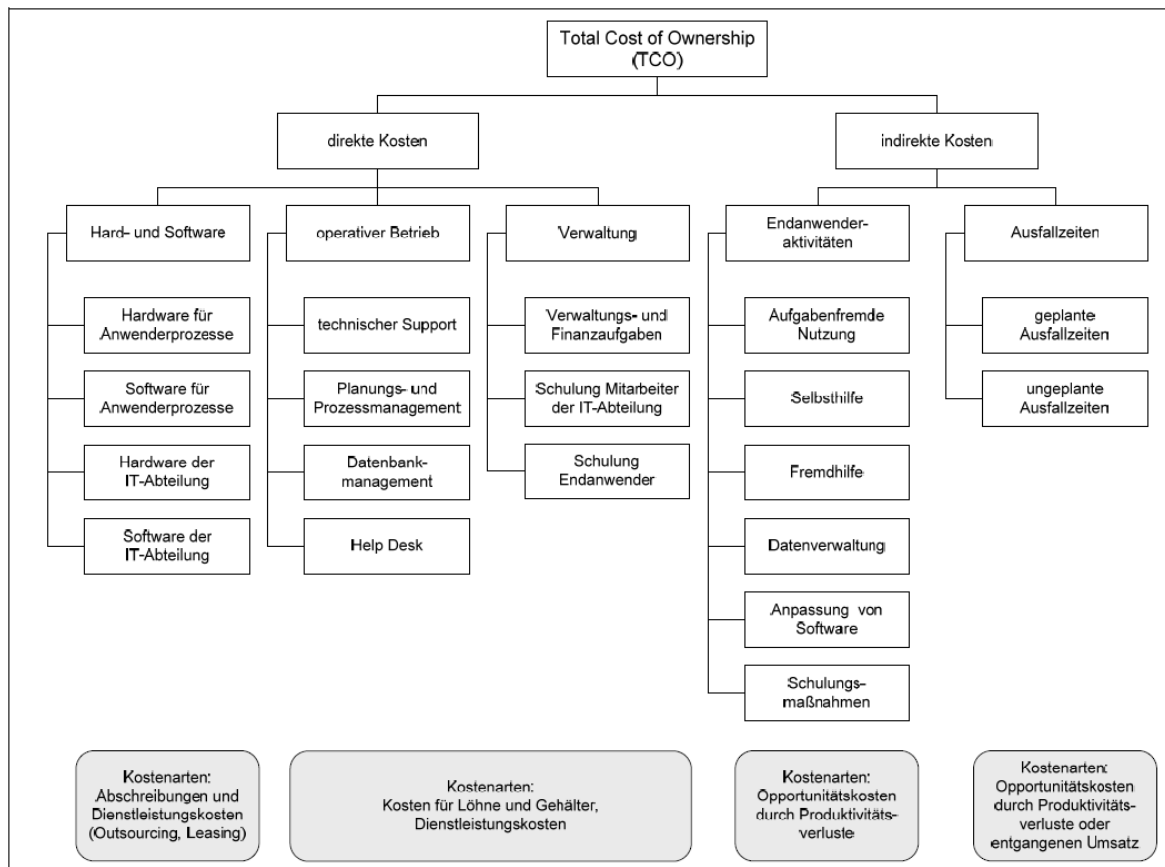 Total Cost of Ownership
(TCO)
direkte Kosten
indirekte Kosten
Hard- und Software
operativer Betrieb
Verwaltung
Endanwender-
aktivitäten
Ausfallzeiten
Hardware für
Anwenderprozesse
technischer Support
Verwaltungs- und
Finanzaufgaben
Aufgabenfremde
Nutzung
geplante
Ausfallzeiten
Software für
Anwenderprozesse
Planungs- und
Prozessmanagement
Schulung Mitarbeiter
der IT-Abteilung
Selbsthilfe
ungeplante
Ausfallzeiten
Hardware der
IT-Abteilung
Datenbank-
management
Schulung
Endanwender
Fremdhilfe
Software der
IT-Abteilung
Help Desk
Datenverwaltung
Anpassung von
Software
Schulungs-
maßnahmen
Kostenarten:
Abschreibungen und
Dienstleistungskosten
(Outsourcing, Leasing)
Kostenarten:
Kosten für Löhne und Gehälter,
Dienstleistungskosten
Kostenarten:
Opportunitätskosten
durch Produktivitäts-
verluste
Kostenarten:
Opportunitätskosten
durch Produktivitäts-
verluste oder
entgangenen Umsatz